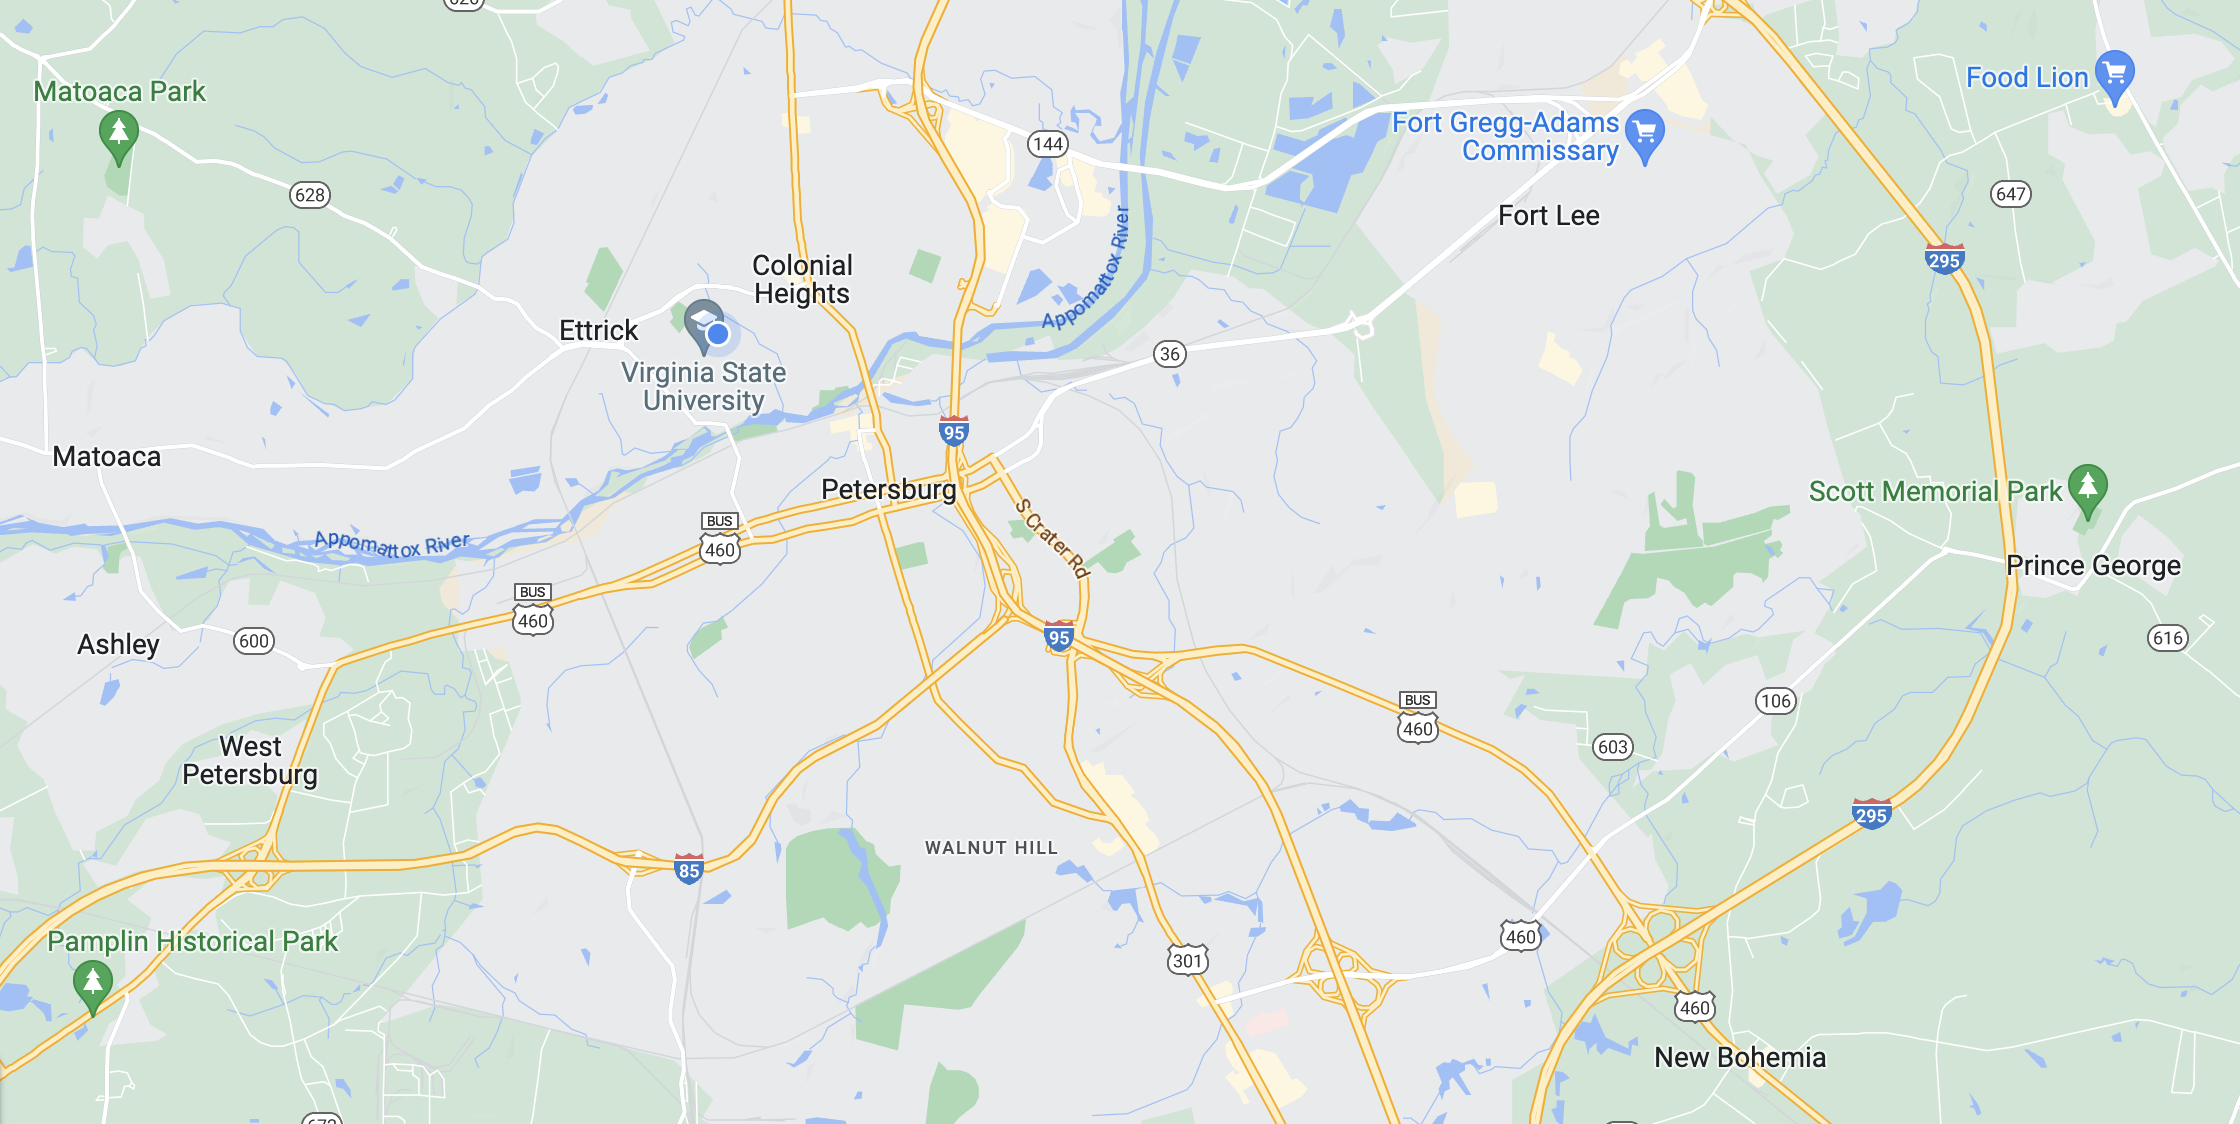 Matoaca Park
Food Lion
Fort Gregg-Adams
Commissary
144
628
647
Fort Lee
Appomattox River
295
Colonial
Heights
Ettrick
Virginia State
University
36
95
Matoaca
Petersburg
S Crater Rd
Scott Memorial Park
BUS
460
Appomattox River
Prince George
BUS
460
95
600
Ashley
616
BUS
460
106
603
West
Petersburg
295
WALNUT HILL
85
Pamplin Historical Park
460
301
460
New Bohemia